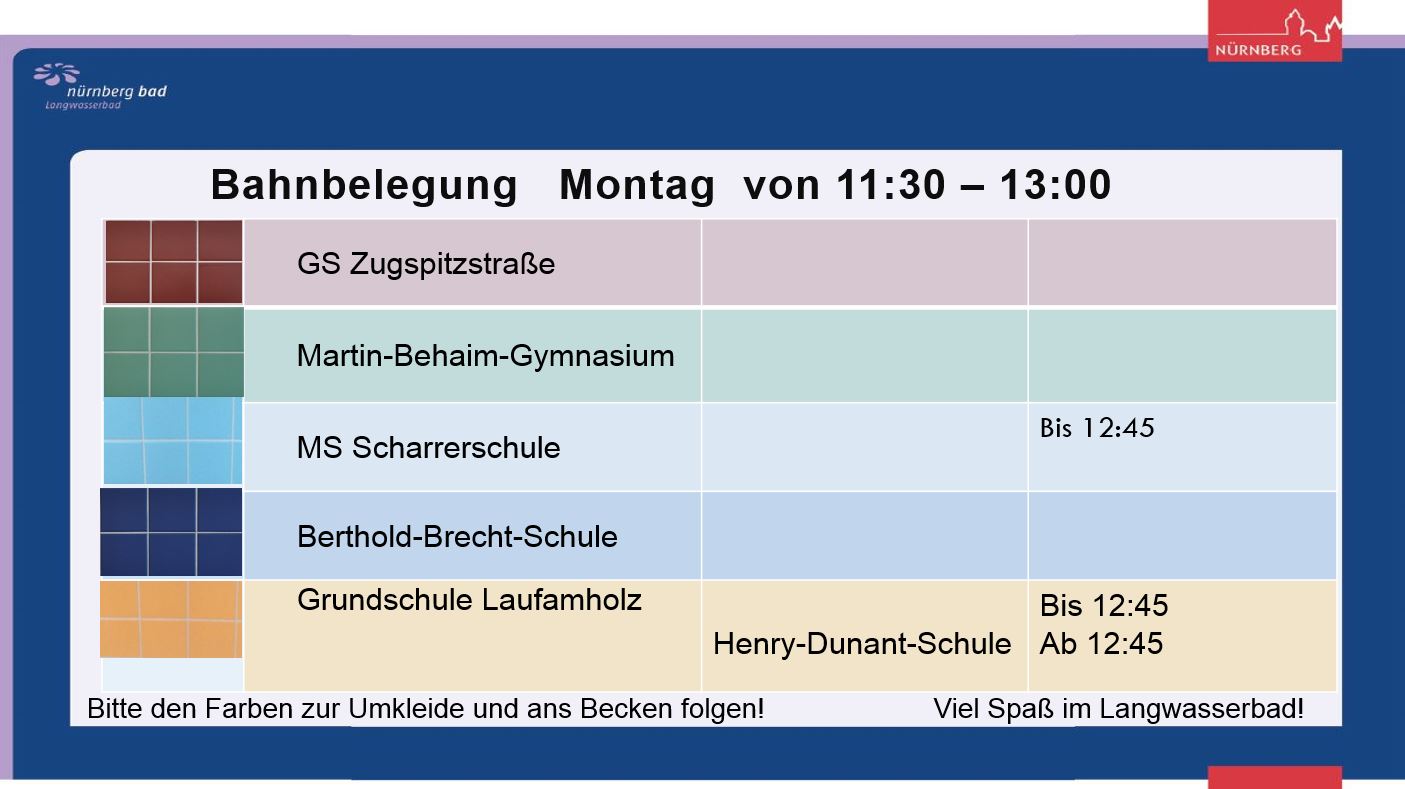 NÜRNBERG
nürnberg bad
Langwasserbad
Bahnbelegung Montag von 11:30 – 13:00
GS Zugspitzstraße
Martin-Behaim-Gymnasium
MS Scharrerschule
Bis 12:45
Berthold-Brecht-Schule
Grundschule Laufamholz
Bis 12:45
Henry-Dunant-Schule
Ab 12:45
Bitte den Farben zur Umkleide und ans Becken folgen!
Viel Spaß im Langwasserbad!